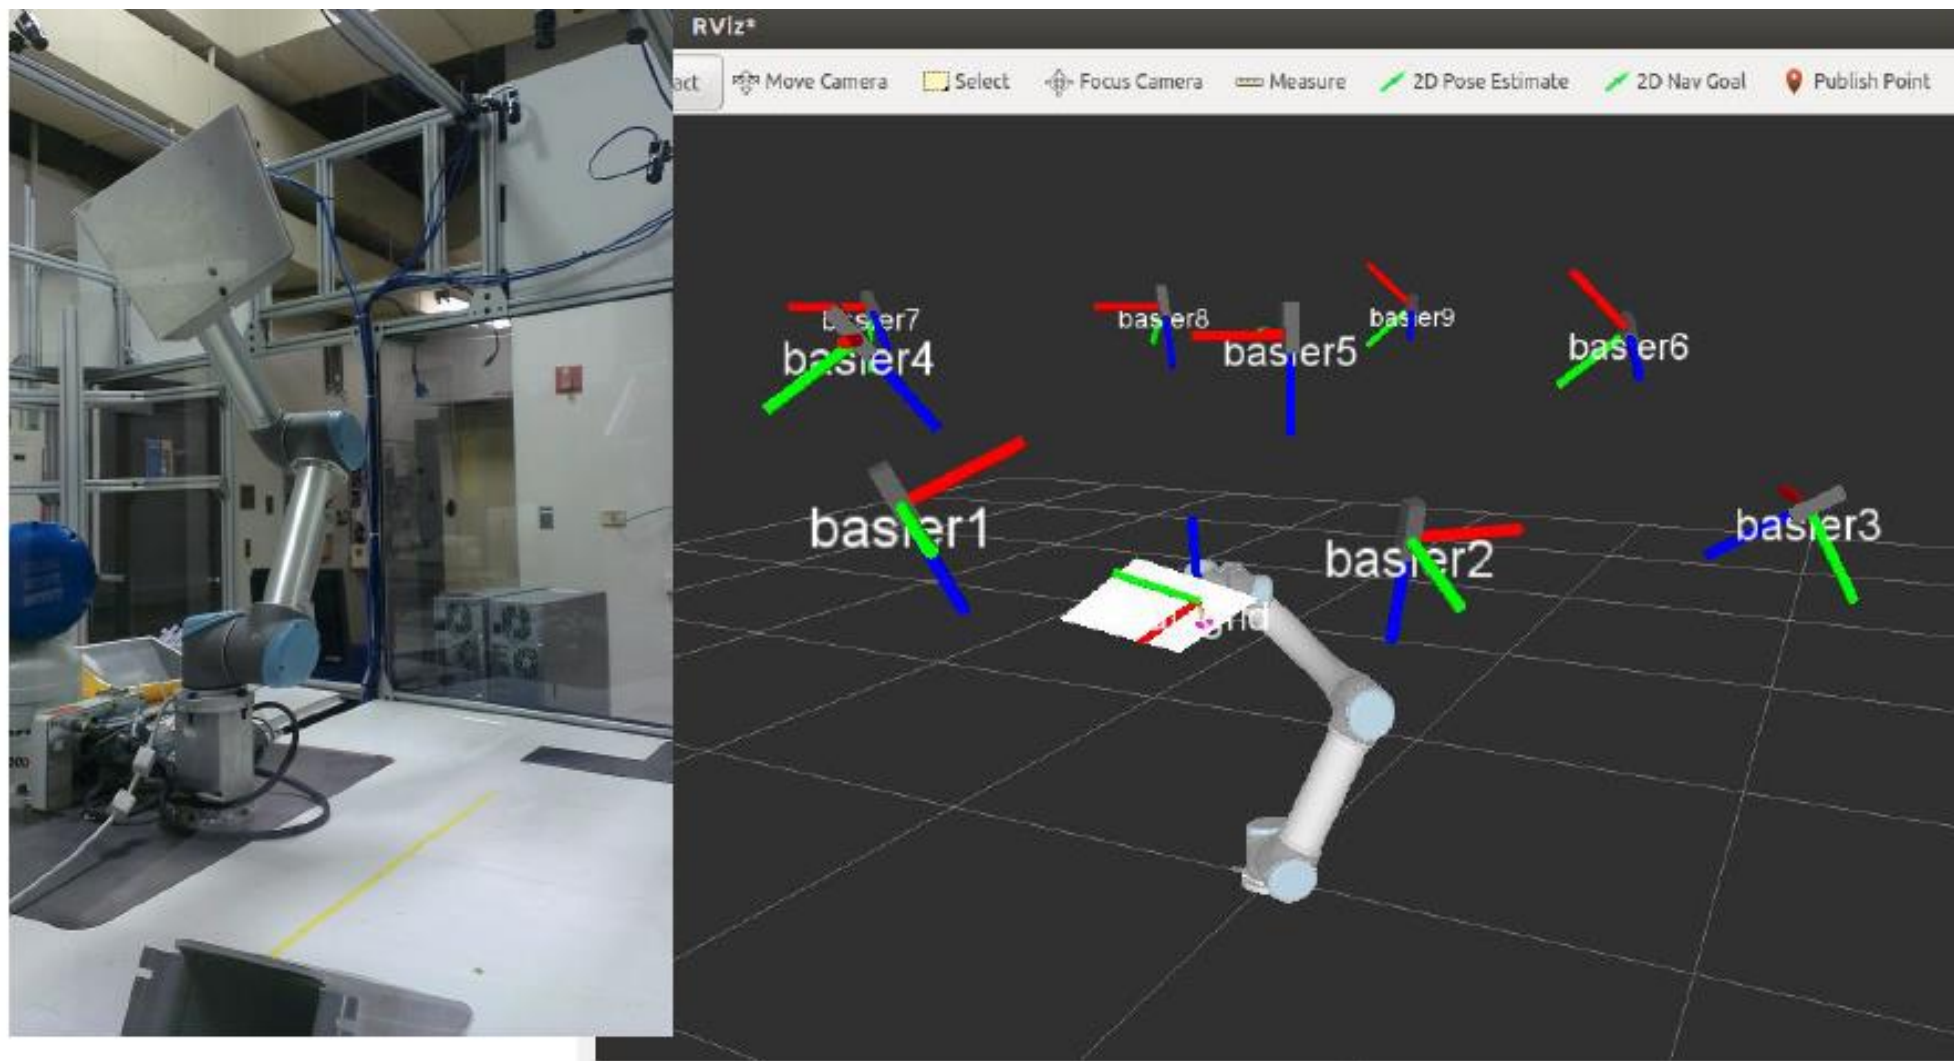 RViz*
act Move Camera Select Focus Camera Measure 2D Pose Estimate 2D Nav Goal Publish Point
basler7 basler8 basler9
basler4 basler5 basler6
basler1 basler2 basler3